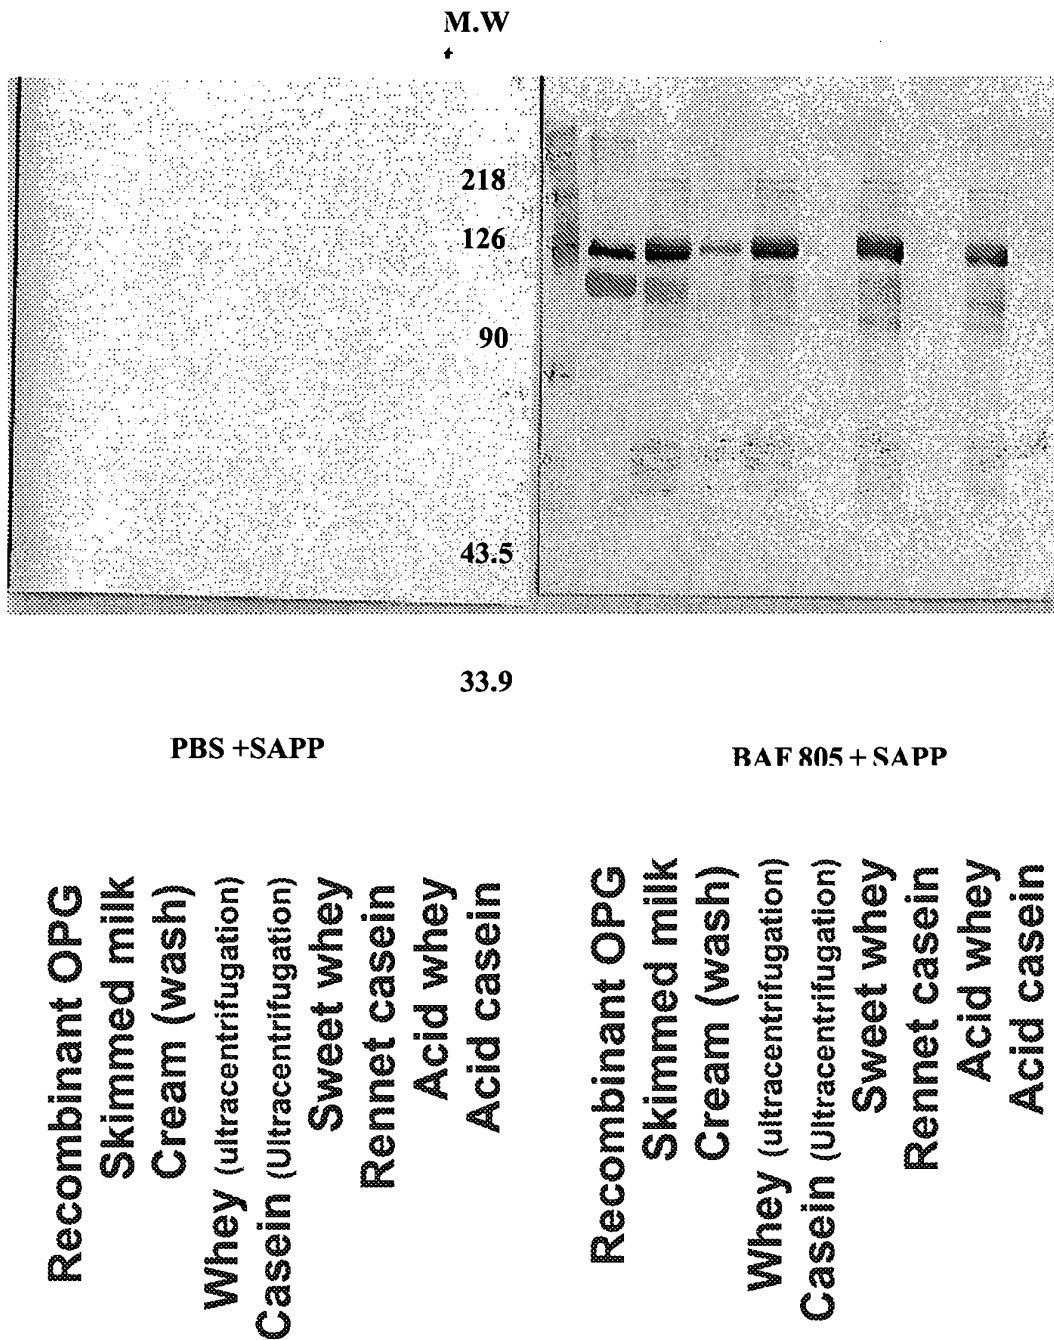 M.W
t
218
126
90
43.5
33.9
PBS +SAPP
BAF 805 + SAPP
Recombinant OPG
Skimmed milk
Cream (wash)
Whey (ultracentrifugation)
Casein (Ultracentrifugation)
Sweet whey
Rennet casein
Acid whey
Acid casein
Recombinant OPG
Skimmed milk
Cream (wash)
Whey (ultracentrifugation)
Casein (Ultracentrifugation)
Sweet whey
Rennet casein
Acid whey
Acid casein